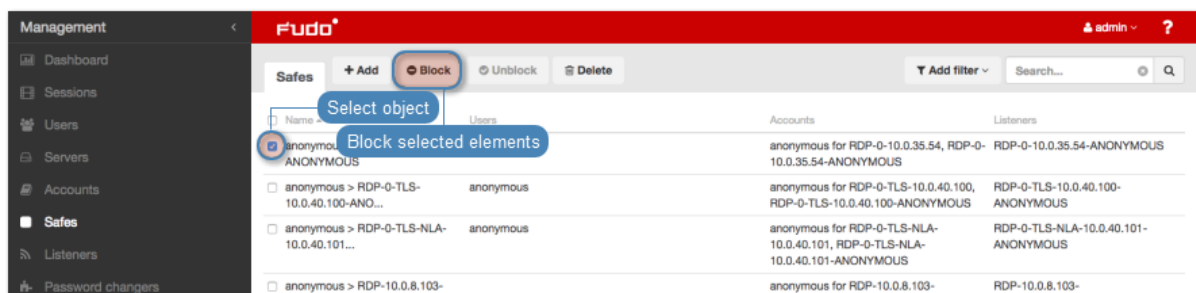 Management
Fudo
admin
?
Dashboard
Sessions
Users
Servers
Accounts
Safes
Listeners
Password changers
Safes
+ Add
Block
Unblock
Delete
Add filter
Search...
Select object
Block selected elements
Name
Users
Accounts
Listeners
ANONYMOUS
anonymous for RDP-0-10.0.35.54, RDP-0-
10.0.35.54-ANONYMOUS
RDP-0-10.0.35.54-ANONYMOUS
anonymous > RDP-0-TLS-
10.0.40.100-ANO...
anonymous
anonymous for RDP-0-TLS-10.0.40.100,
RDP-0-TLS-10.0.40.100-ANONYMOUS
RDP-0-TLS-10.0.40.100-
ANONYMOUS
anonymous > RDP-0-TLS-NLA-
10.0.40.101...
anonymous
anonymous for RDP-0-TLS-NLA-
10.0.40.101, RDP-0-TLS-NLA-
10.0.40.101-ANONYMOUS
RDP-0-TLS-NLA-10.0.40.101-
ANONYMOUS
anonymous > RDP-10.0.8.103-
anonymous for RDP-10.0.8.103-
RDP-10.0.8.103-